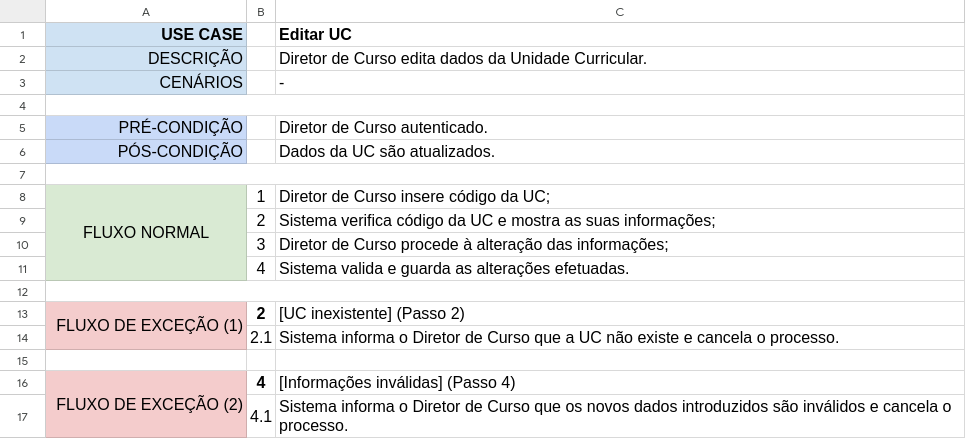 A B C
1 USE CASE Editar UC
2 DESCRIÇÃO Diretor de Curso edita dados da Unidade Curricular.
3 CENÁRIOS -
4
5 PRÉ-CONDIÇÃO Diretor de Curso autenticado.
6 PÓS-CONDIÇÃO Dados da UC são atualizados.
7
8 1 Diretor de Curso insere código da UC;
9 2 Sistema verifica código da UC e mostra as suas informações;
FLUXO NORMAL
10 3 Diretor de Curso procede à alteração das informações;
11 4 Sistema valida e guarda as alterações efetuadas.
12
13 2 [UC inexistente] (Passo 2)
FLUXO DE EXCEÇÃO (1)
14 2.1 Sistema informa o Diretor de Curso que a UC não existe e cancela o processo.
15
16 4 [Informações inválidas] (Passo 4)
FLUXO DE EXCEÇÃO (2)
17 4.1 Sistema informa o Diretor de Curso que os novos dados introduzidos são inválidos e cancela o
processo.